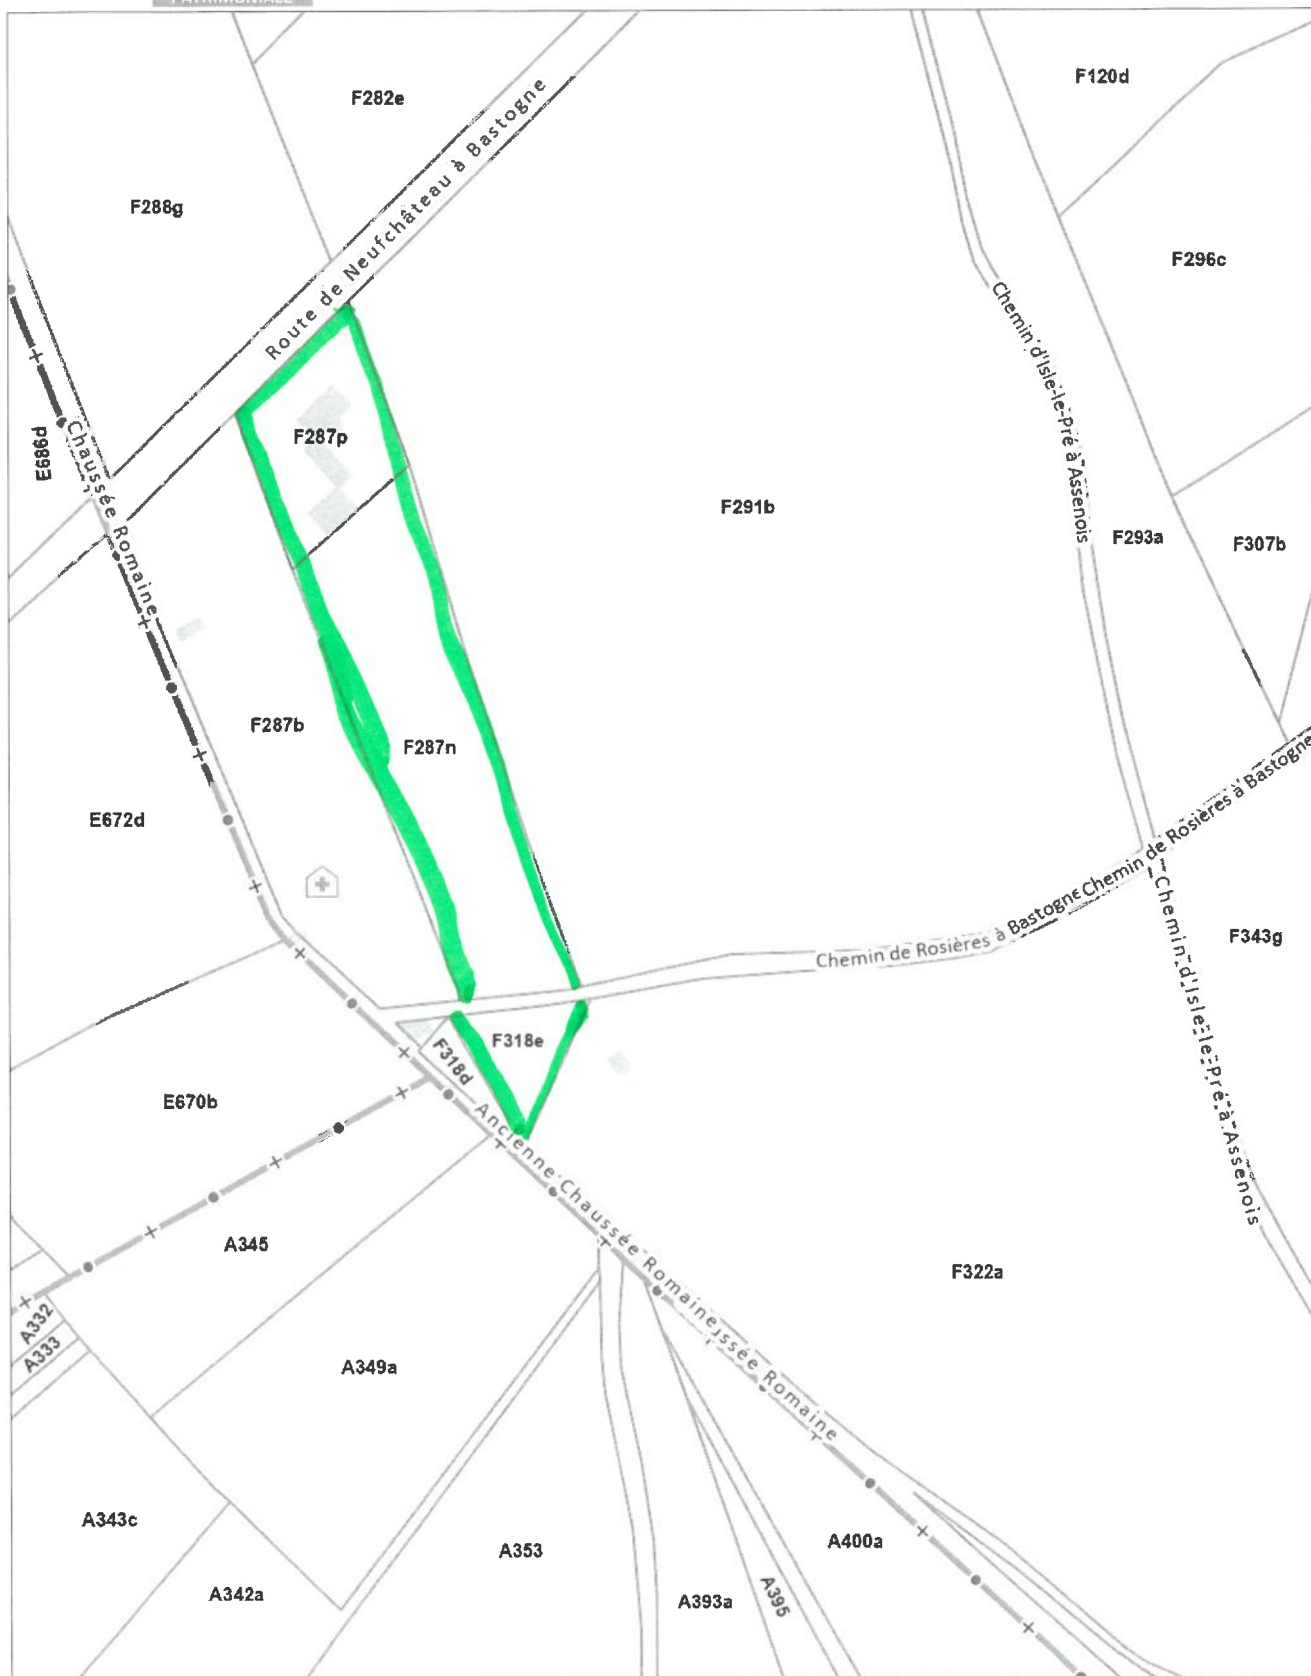 PATRIMONIALE
F282e
F120d
F288g
Route de Neufchâteau à Bastogne
F296c
Chemin d'Isle-le-Pré à Assenois
E686d
Chaussée Romaine
F287p
F291b
F293a
F307b
F287b
F287n
E672d
Chemin de Rosières à Bastogne
Chemin de Rosières à Bastogne
F343g
Chemin d'Isle-le-Pré à Assenois
F318e
F318d
E670b
Ancienne Chaussée Romaine
ussée Romaine
A345
F322a
A332
A333
A349a
A343c
A353
A400a
A342a
A393a
A395